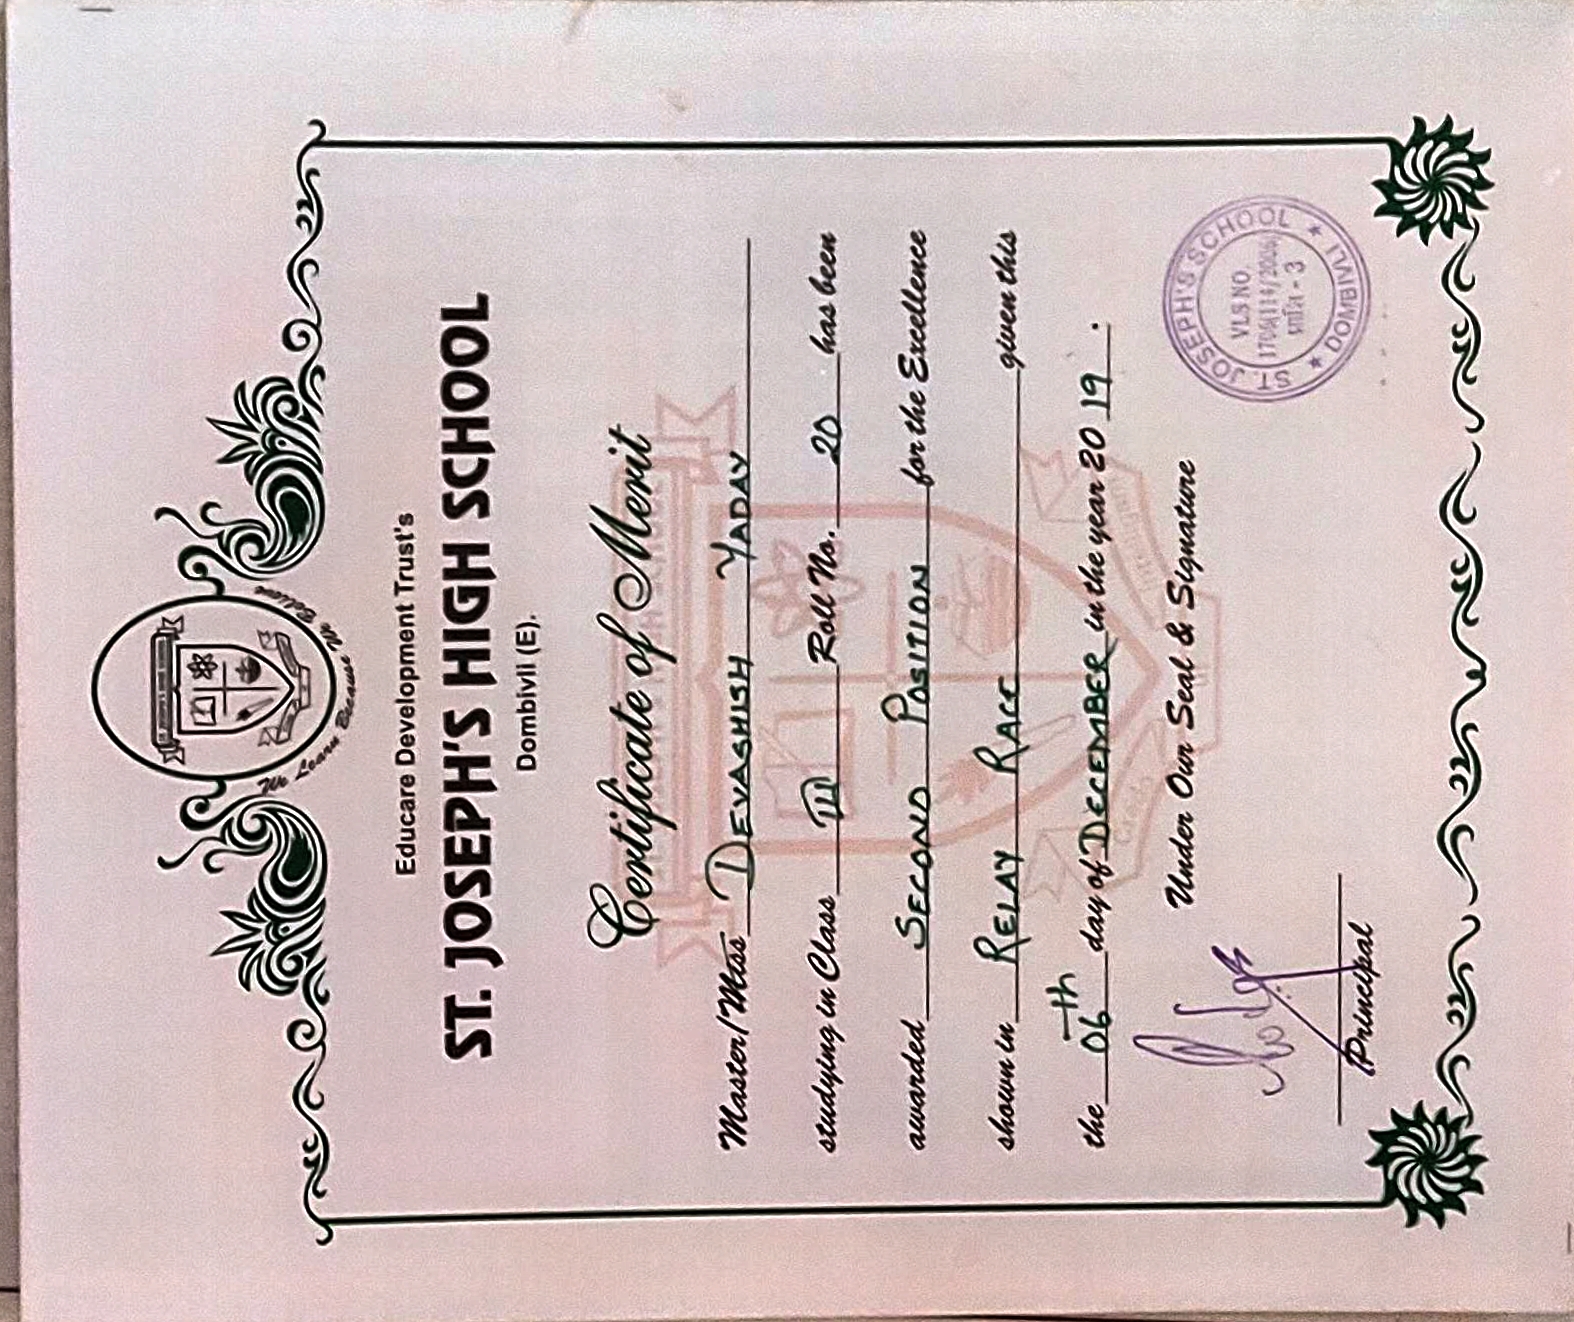 ST. JOSEPH'S HIGH SCHOOL
We Learn Because We Believe
Educare Development Trust's
ST. JOSEPH'S HIGH SCHOOL
Dombivli (E).
Certificate of Merit
Master/Miss DEVASHISH YADAV
studying in Class III Roll No. 20 has been
awarded SECOND POSITION for the Excellence
shown in RELAY RACE given this
the 06th day of DECEMBER in the year 2019.
Under Our Seal & Signature
Principal
ST. JOSEPH'S SCHOOL
VLS NO.
1706(114/2006)
- 3
DOMBIVLI